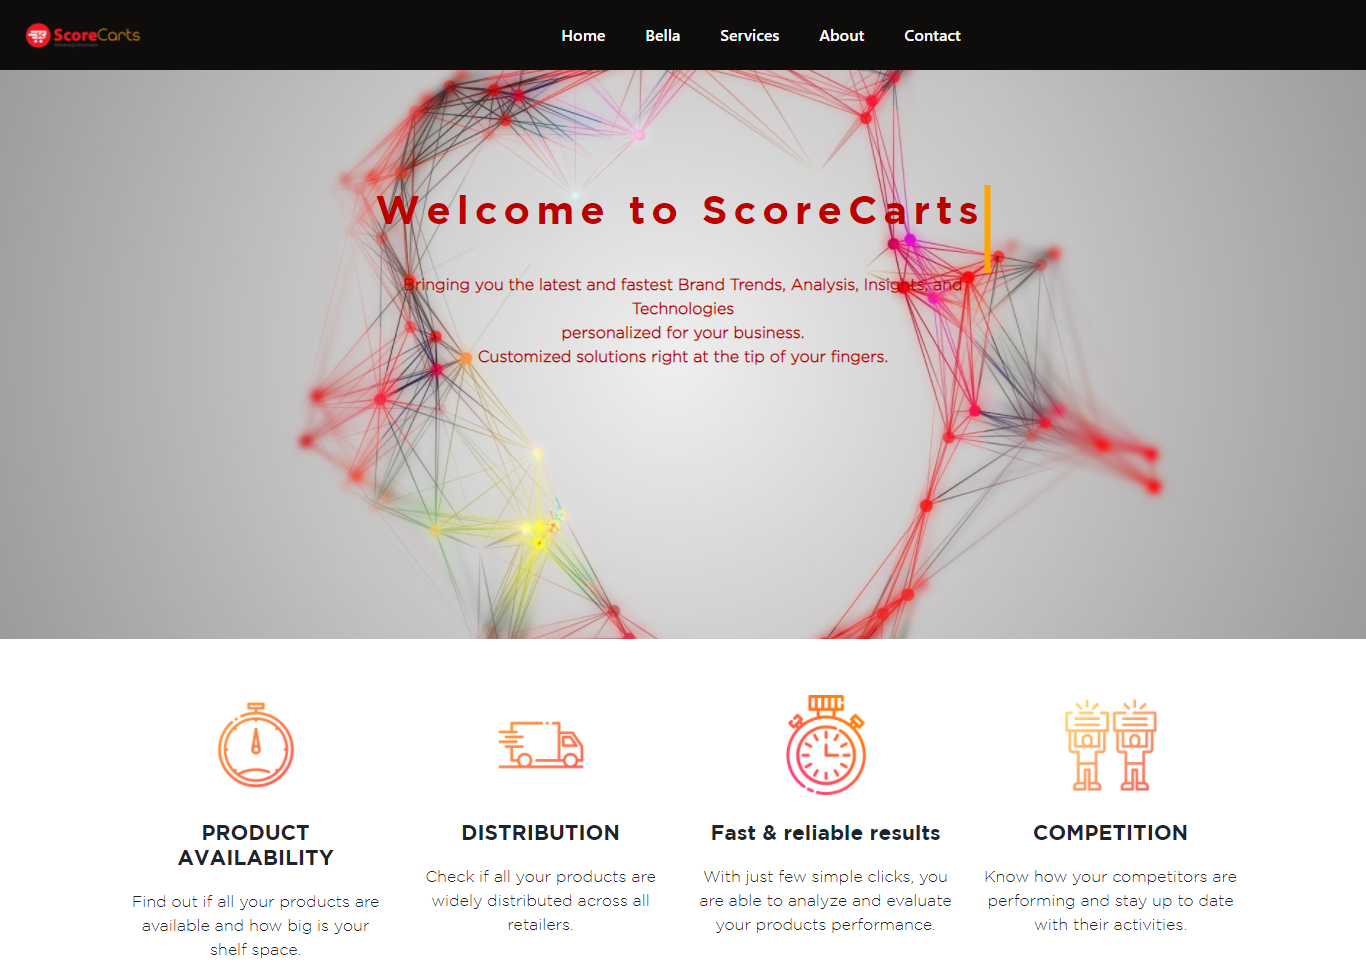 ScoreCarts
Home
Bella
Services
About
Contact
Welcome to ScoreCarts
Bringing you the latest and fastest Brand Trends, Analysis, Insights, and
Technologies
personalized for your business.
Customized solutions right at the tip of your fingers.
PRODUCT
AVAILABILITY
Find out if all your products are
available and how big is your
shelf space.
DISTRIBUTION
Check if all your products are
widely distributed across all
retailers.
Fast & reliable results
With just few simple clicks, you
are able to analyze and evaluate
your products performance.
COMPETITION
Know how your competitors are
performing and stay up to date
with their activities.